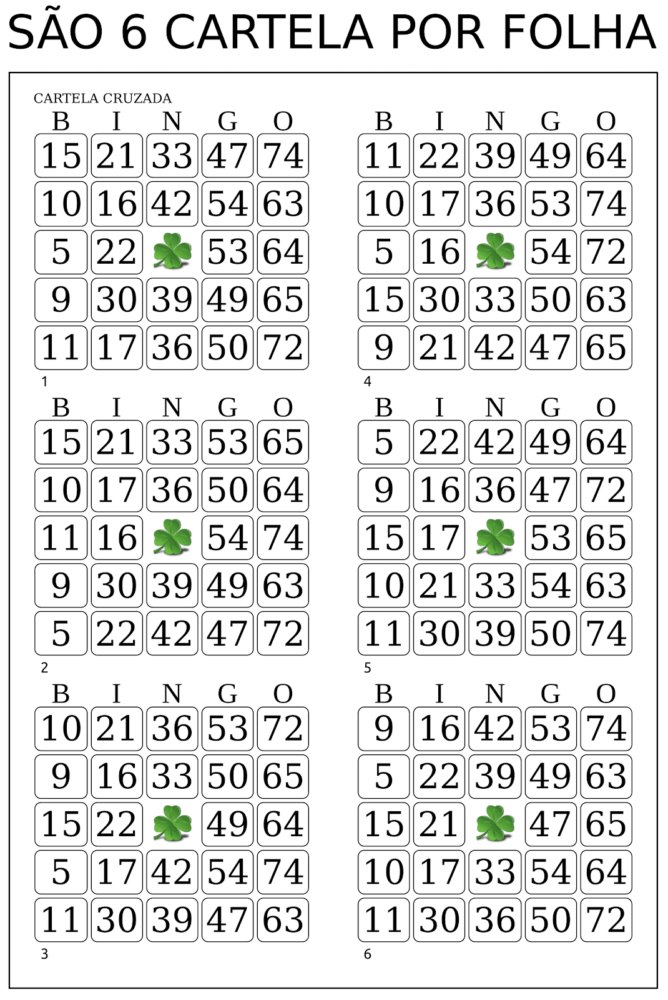 SÃO 6 CARTELA POR FOLHA
CARTELA CRUZADA
B I N G O
15 21 33 47 74
10 16 42 54 63
5 22 53 64
9 30 39 49 65
11 17 36 50 72
1
B I N G O
15 21 33 53 65
10 17 36 50 64
11 16 54 74
9 30 39 49 63
5 22 42 47 72
2
B I N G O
10 21 36 53 72
9 16 33 50 65
15 22 49 64
5 17 42 54 74
11 30 39 47 63
3
B I N G O
11 22 39 49 64
10 17 36 53 74
5 16 54 72
15 30 33 50 63
9 21 42 47 65
4
B I N G O
5 22 42 49 64
9 16 36 47 72
15 17 53 65
10 21 33 54 63
11 30 39 50 74
5
B I N G O
9 16 42 53 74
5 22 39 49 63
15 21 47 65
10 17 33 54 64
11 30 36 50 72
6